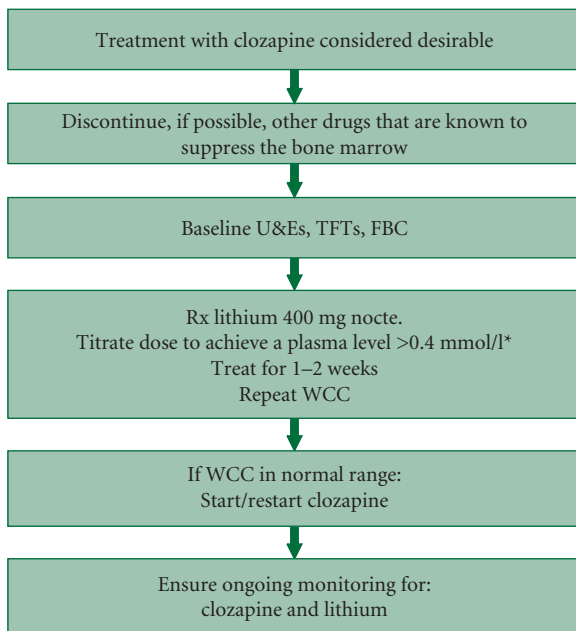 Treatment with clozapine considered desirable
Discontinue, if possible, other drugs that are known to
suppress the bone marrow
Baseline U&Es, TFTs, FBC
Rx lithium 400 mg nocte.
Titrate dose to achieve a plasma level >0.4 mmol/l*
Treat for 1–2 weeks
Repeat WCC
If WCC in normal range:
Start/restart clozapine
Ensure ongoing monitoring for:
clozapine and lithium